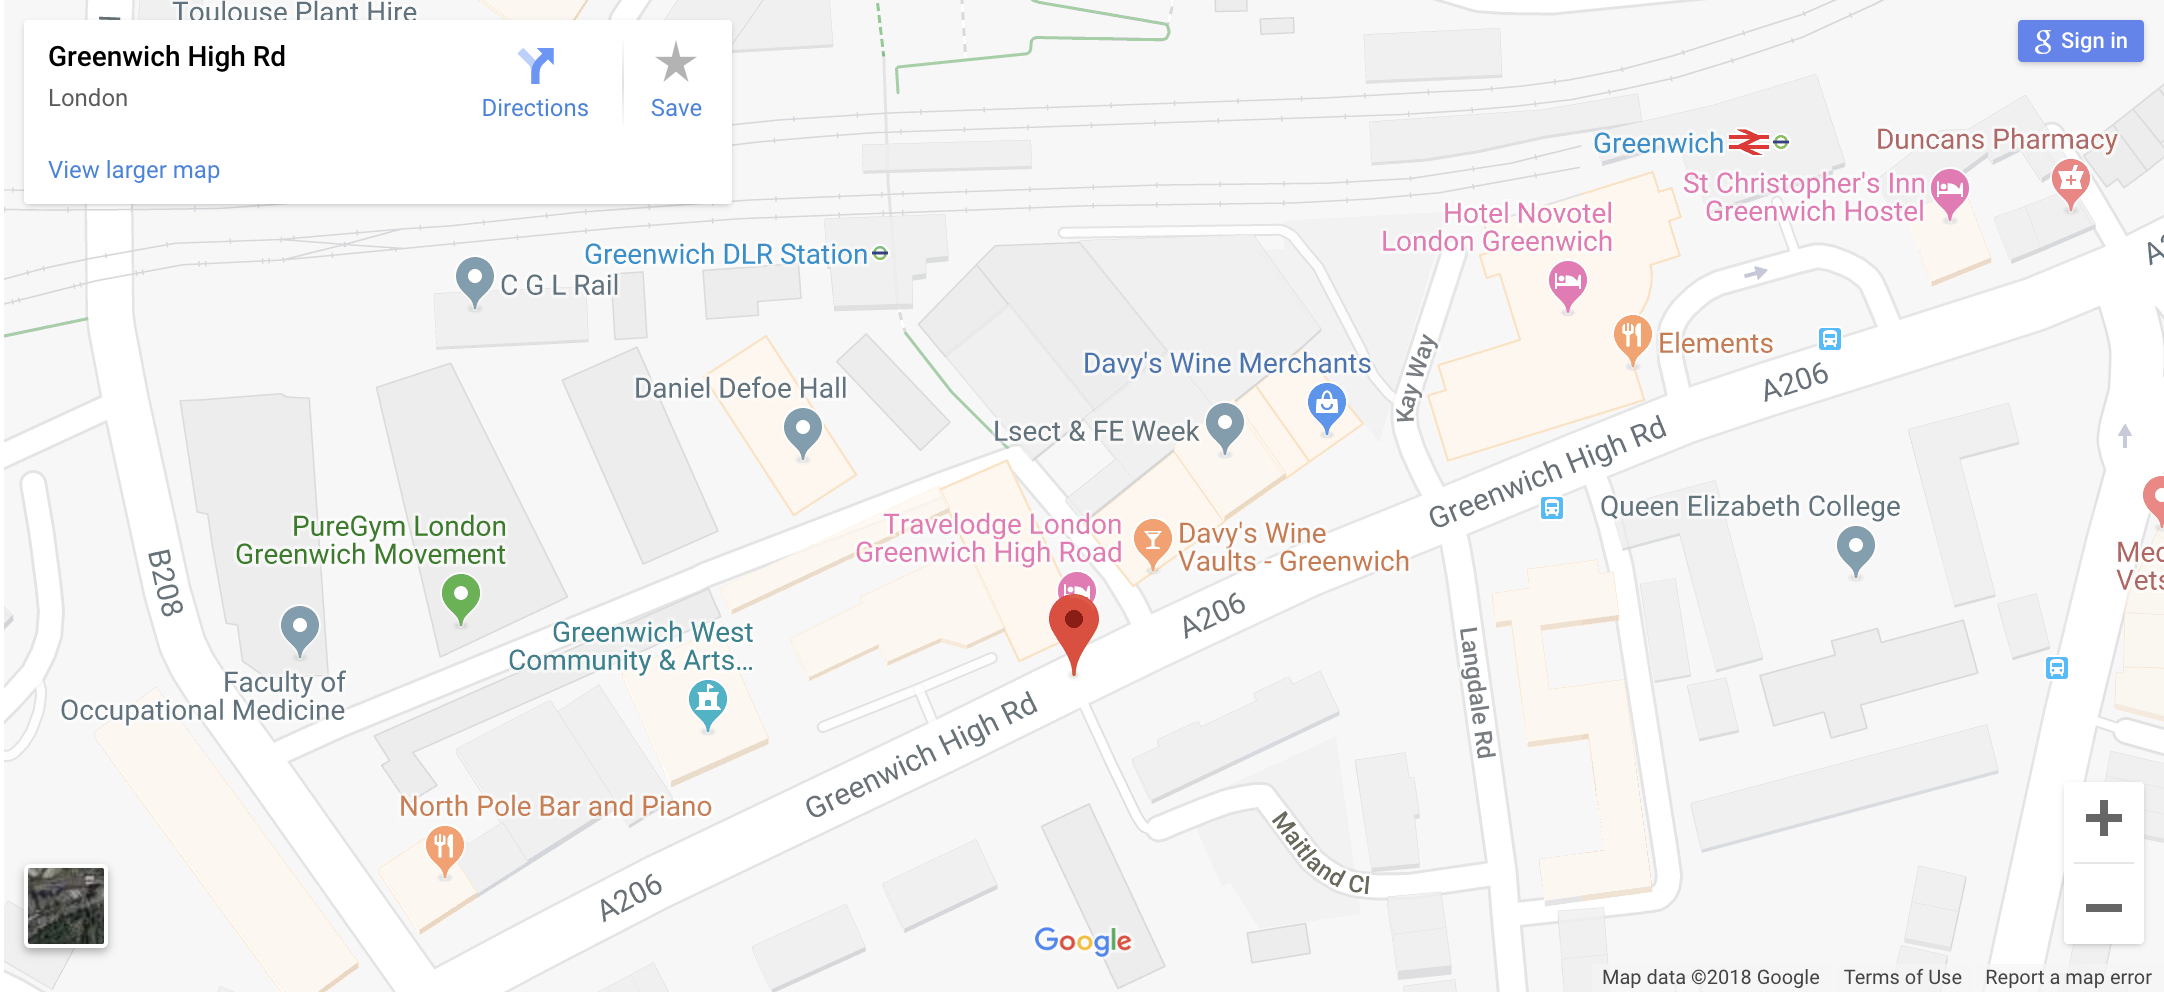 Toulouse Plant Hire
Greenwich High Rd
London
Directions
Save
View larger map
Sign in
Greenwich
Duncans Pharmacy
St Christopher's Inn
Greenwich Hostel
Hotel Novotel
London Greenwich
Greenwich DLR Station
C G L Rail
Elements
Kay Way
A206
Davy's Wine Merchants
Daniel Defoe Hall
Lsect & FE Week
Greenwich High Rd
Queen Elizabeth College
PureGym London
Greenwich Movement
Travelodge London
Greenwich High Road
Davy's Wine
Vaults - Greenwich
B208
A206
Greenwich West
Community & Arts...
Faculty of
Occupational Medicine
Langdale Rd
Greenwich High Rd
North Pole Bar and Piano
Maitland Cl
A206
Google
Vets
Map data ©2018 Google
Terms of Use
Report a map error